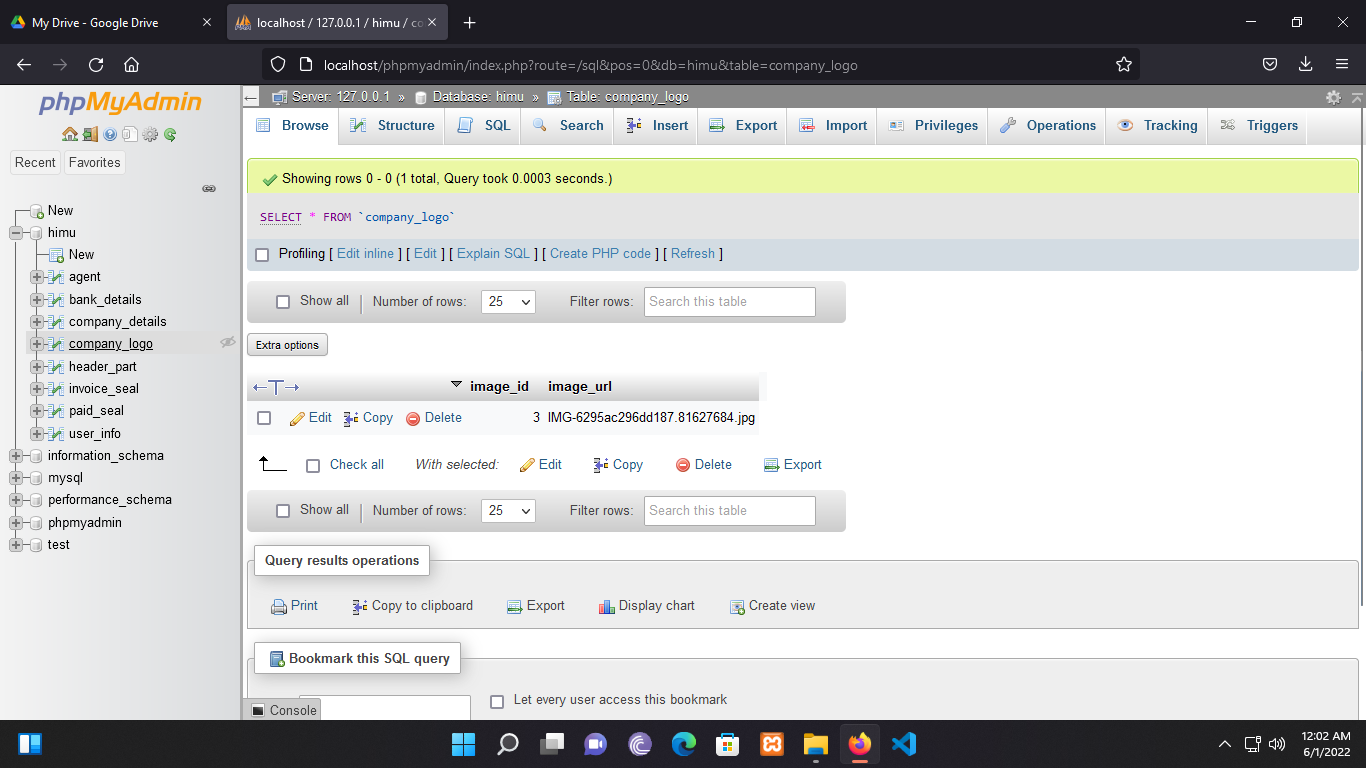 My Drive - Google Drive
localhost / 127.0.0.1 / himu / co
localhost/phpmyadmin/index.php?route=/sql&pos=0&db=himu&table=company_logo
phpMyAdmin
Recent Favorites
New
himu
New
agent
bank_details
company_details
company_logo
header_part
invoice_seal
paid_seal
user_info
information_schema
mysql
performance_schema
phpmyadmin
test
Server: 127.0.0.1 » Database: himu » Table: company_logo
Browse Structure SQL Search Insert Export Import Privileges Operations Tracking Triggers
Showing rows 0 - 0 (1 total, Query took 0.0003 seconds.)
SELECT * FROM `company_logo`
Profiling [ Edit inline ] [ Edit ] [ Explain SQL ] [ Create PHP code ] [ Refresh ]
Show all Number of rows: 25 Filter rows: Search this table
Extra options
image_id image_url
Edit Copy Delete 3 IMG-6295ac296dd187.81627684.jpg
Check all With selected: Edit Copy Delete Export
Show all Number of rows: 25 Filter rows: Search this table
Query results operations
Print Copy to clipboard Export Display chart Create view
Bookmark this SQL query
Let every user access this bookmark
Console
12:02 AM
6/1/2022